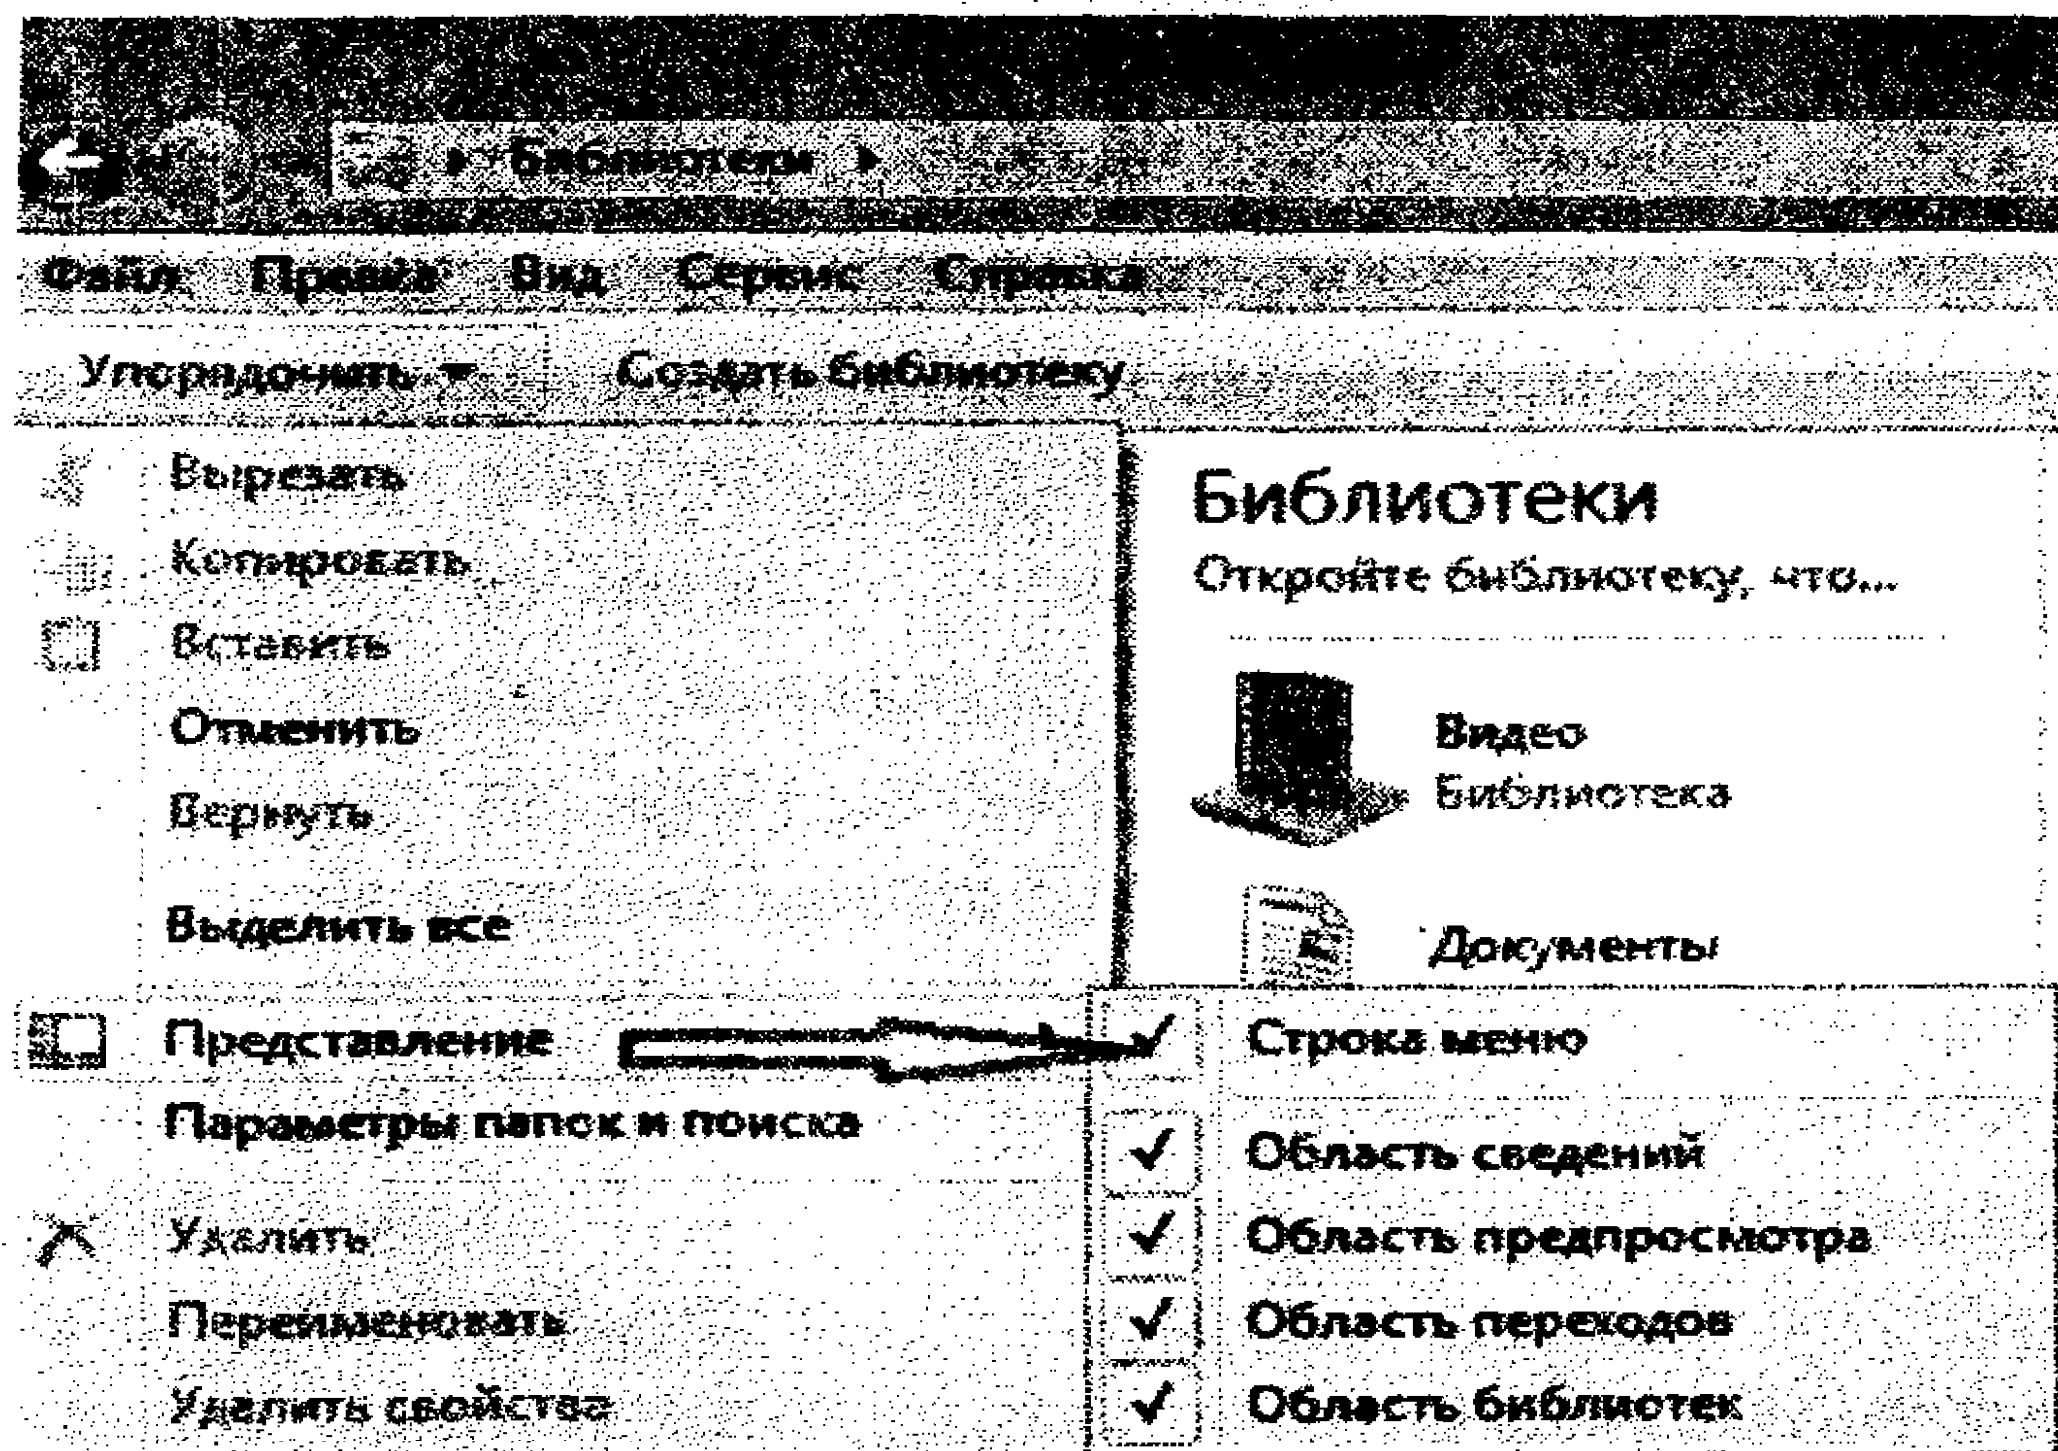 Библиотеки
Файл Правка Вид Сервис Справка
Упорядочить Создать библиотеку
Вырезать
Копировать
Вставить
Отменить
Вернуть
Выделить все
Представление
Параметры папок и поиска
Удалить
Переименовать
Удалить свойства
Библиотеки
Откройте библиотеку, что...
Видео
Библиотека
Документы
Строка меню
Область сведений
Область предпросмотра
Область переходов
Область библиотек